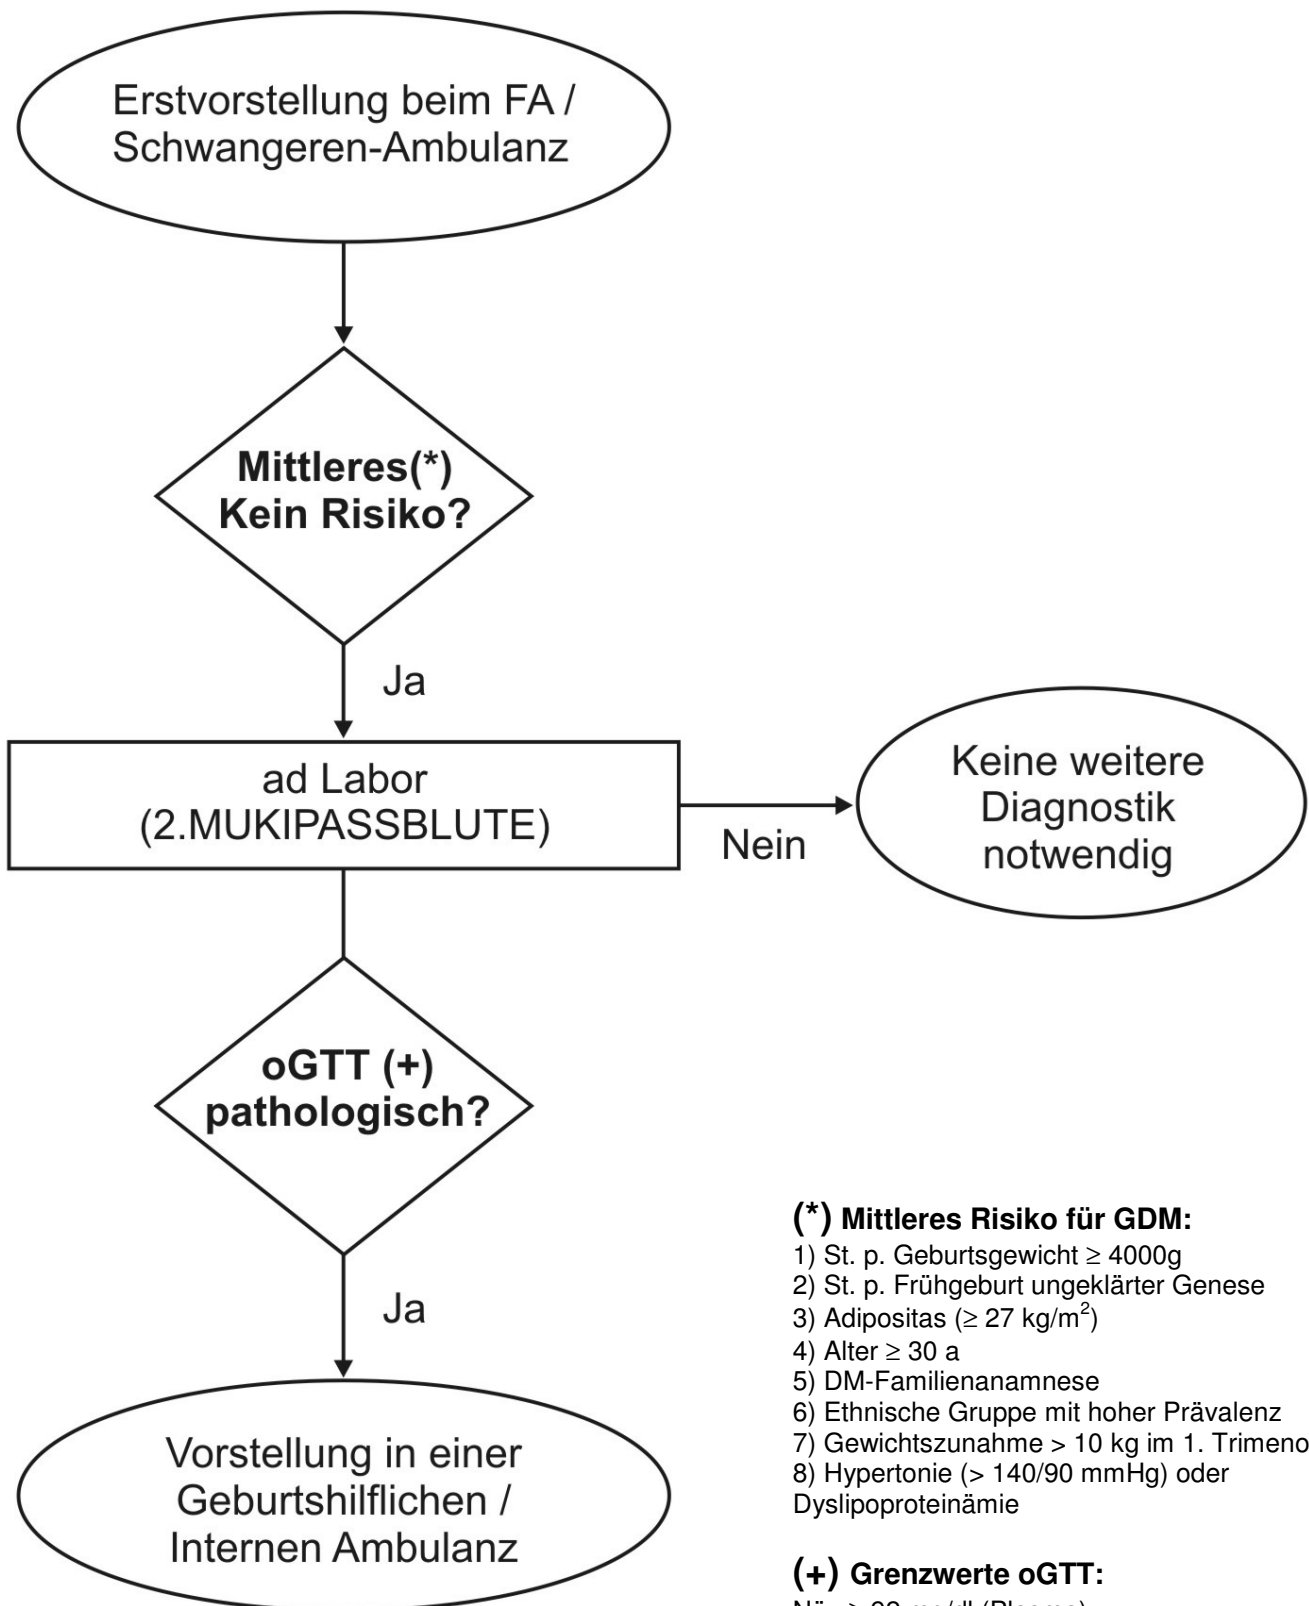 Erstvorstellung beim FA /
Schwangeren-Ambulanz
Mittleres(*)
Kein Risiko?
Ja
ad Labor
(2.MUKIPASSBLUTE)
Nein
Keine weitere
Diagnostik
notwendig
oGTT (+)
pathologisch?
Ja
Vorstellung in einer
Geburtshilflichen /
Internen Ambulanz
(*) Mittleres Risiko für GDM:
1) St. p. Geburtsgewicht ≥ 4000g
2) St. p. Frühgeburt ungeklärter Genese
3) Adipositas (≥ 27 kg/m²)
4) Alter ≥ 30 a
5) DM-Familienanamnese
6) Ethnische Gruppe mit hoher Prävalenz
7) Gewichtszunahme > 10 kg im 1. Trimeno
8) Hypertonie (> 140/90 mmHg) oder
Dyslipoproteinämie
(+) Grenzwerte oGTT: